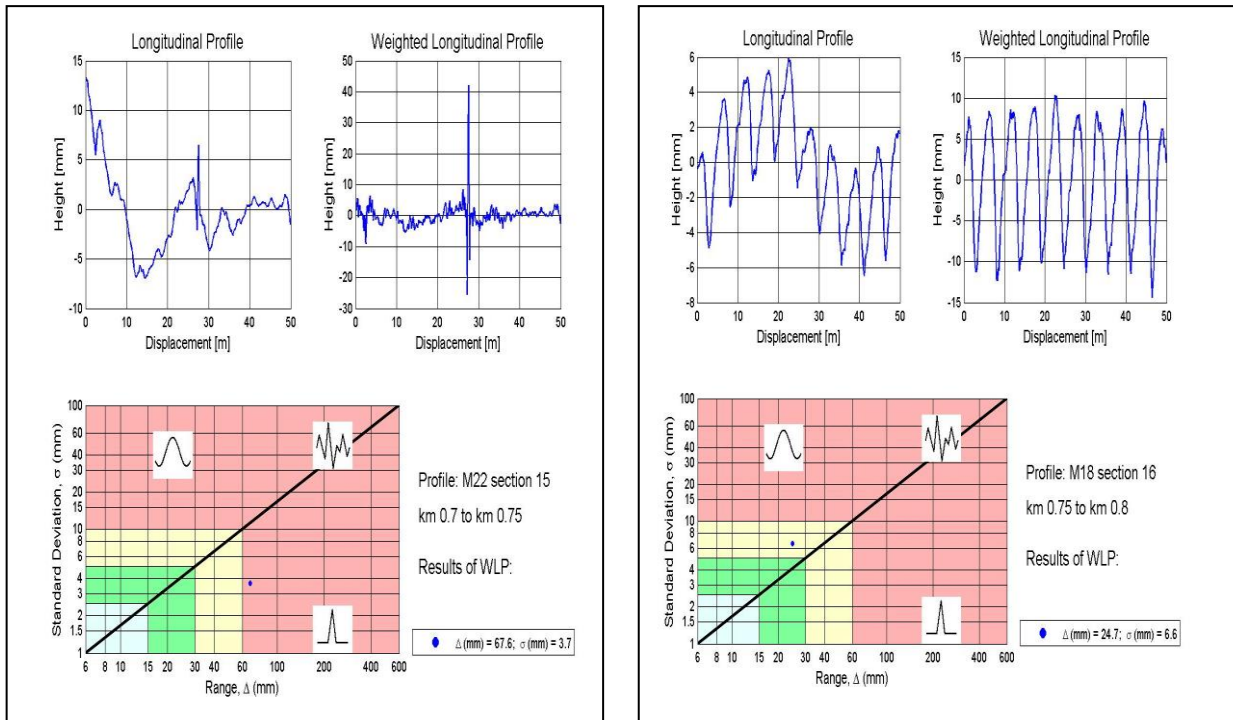 Longitudinal Profile
Weighted Longitudinal Profile
Height [mm]
15
10
5
0
-5
-10
0 10 20 30 40 50
Displacement [m]
Height [mm]
50
40
30
20
10
0
-10
-20
-30
0 10 20 30 40 50
Displacement [m]
Standard Deviation, σ (mm)
100
60
40
30
20
15
10
8
6
4
3
2
1.5
1
6 8 10 15 20 30 40 60 100 200 400 600
Range, Δ (mm)
Profile: M22 section 15
km 0.7 to km 0.75
Results of WLP:
Δ (mm) = 67.6; σ (mm) = 3.7
Longitudinal Profile
Weighted Longitudinal Profile
Height [mm]
6
4
2
0
-2
-4
-6
-8
0 10 20 30 40 50
Displacement [m]
Height [mm]
15
10
5
0
-5
-10
-15
0 10 20 30 40 50
Displacement [m]
Standard Deviation, σ (mm)
100
60
40
30
20
15
10
8
6
4
3
2
1.5
1
6 8 10 15 20 30 40 60 100 200 400 600
Range, Δ (mm)
Profile: M18 section 16
km 0.75 to km 0.8
Results of WLP:
Δ (mm) = 24.7; σ (mm) = 6.6